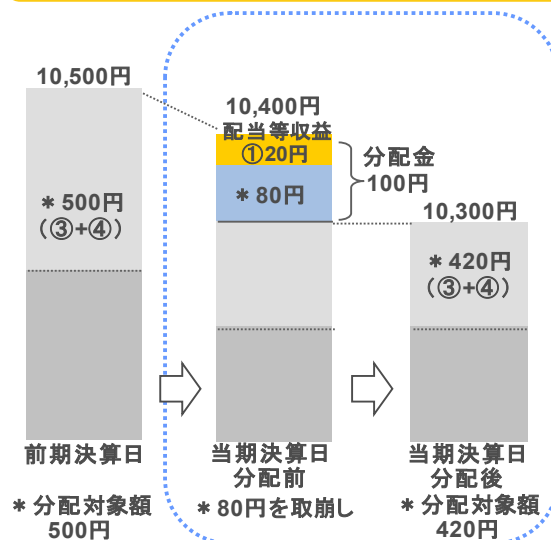 10,500円
＊500円
（③+④）
前期決算日
＊分配対象額
500円
10,400円
配当等収益
①20円
＊80円
分配金
100円
当期決算日
分配前
＊80円を取崩し
10,300円
＊420円
（③+④）
当期決算日
分配後
＊分配対象額
420円